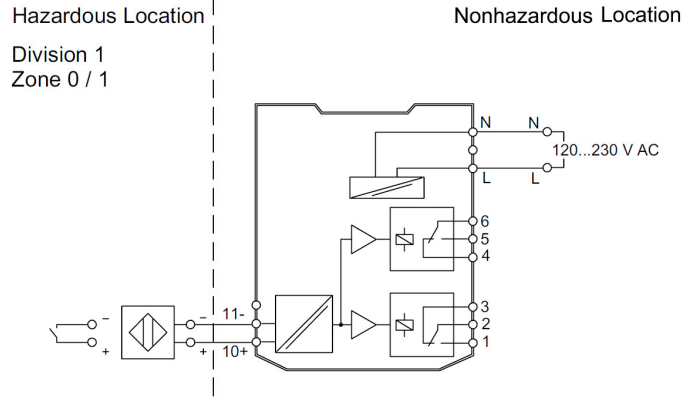 Hazardous Location
Nonhazardous Location
Division 1
Zone 0 / 1
N N
120...230 V AC
L L
6
5
4
3
11-
2
1
10+
- -
+ +